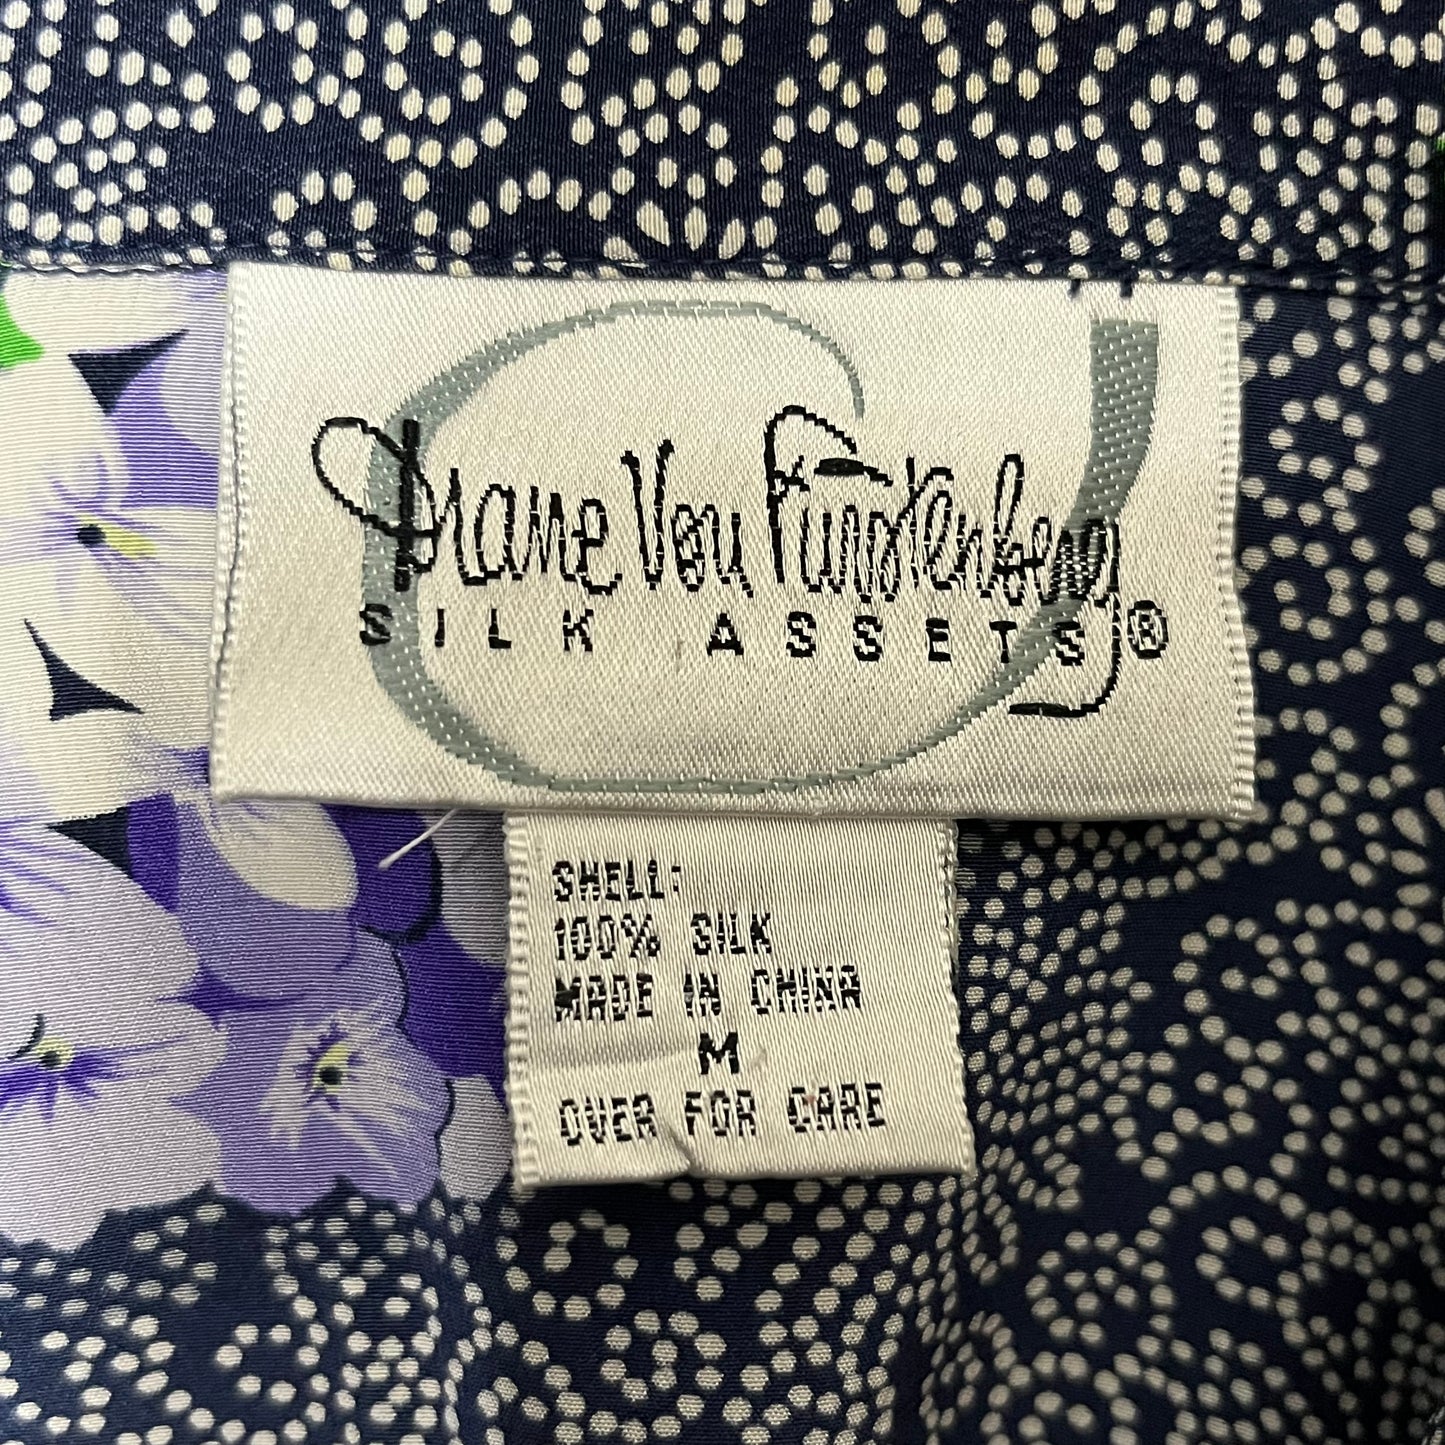 Diane Von Furstenberg
SILK ASSETS®
SHELL:
100% SILK
MADE IN CHINA
M
OVER FOR CARE